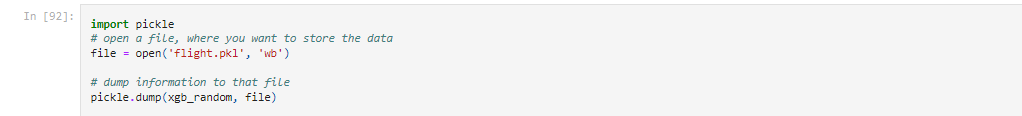 In [92]:
import pickle
# open a file, where you want to store the data
file = open('flight.pkl', 'wb')
# dump information to that file
pickle.dump(xgb_random, file)